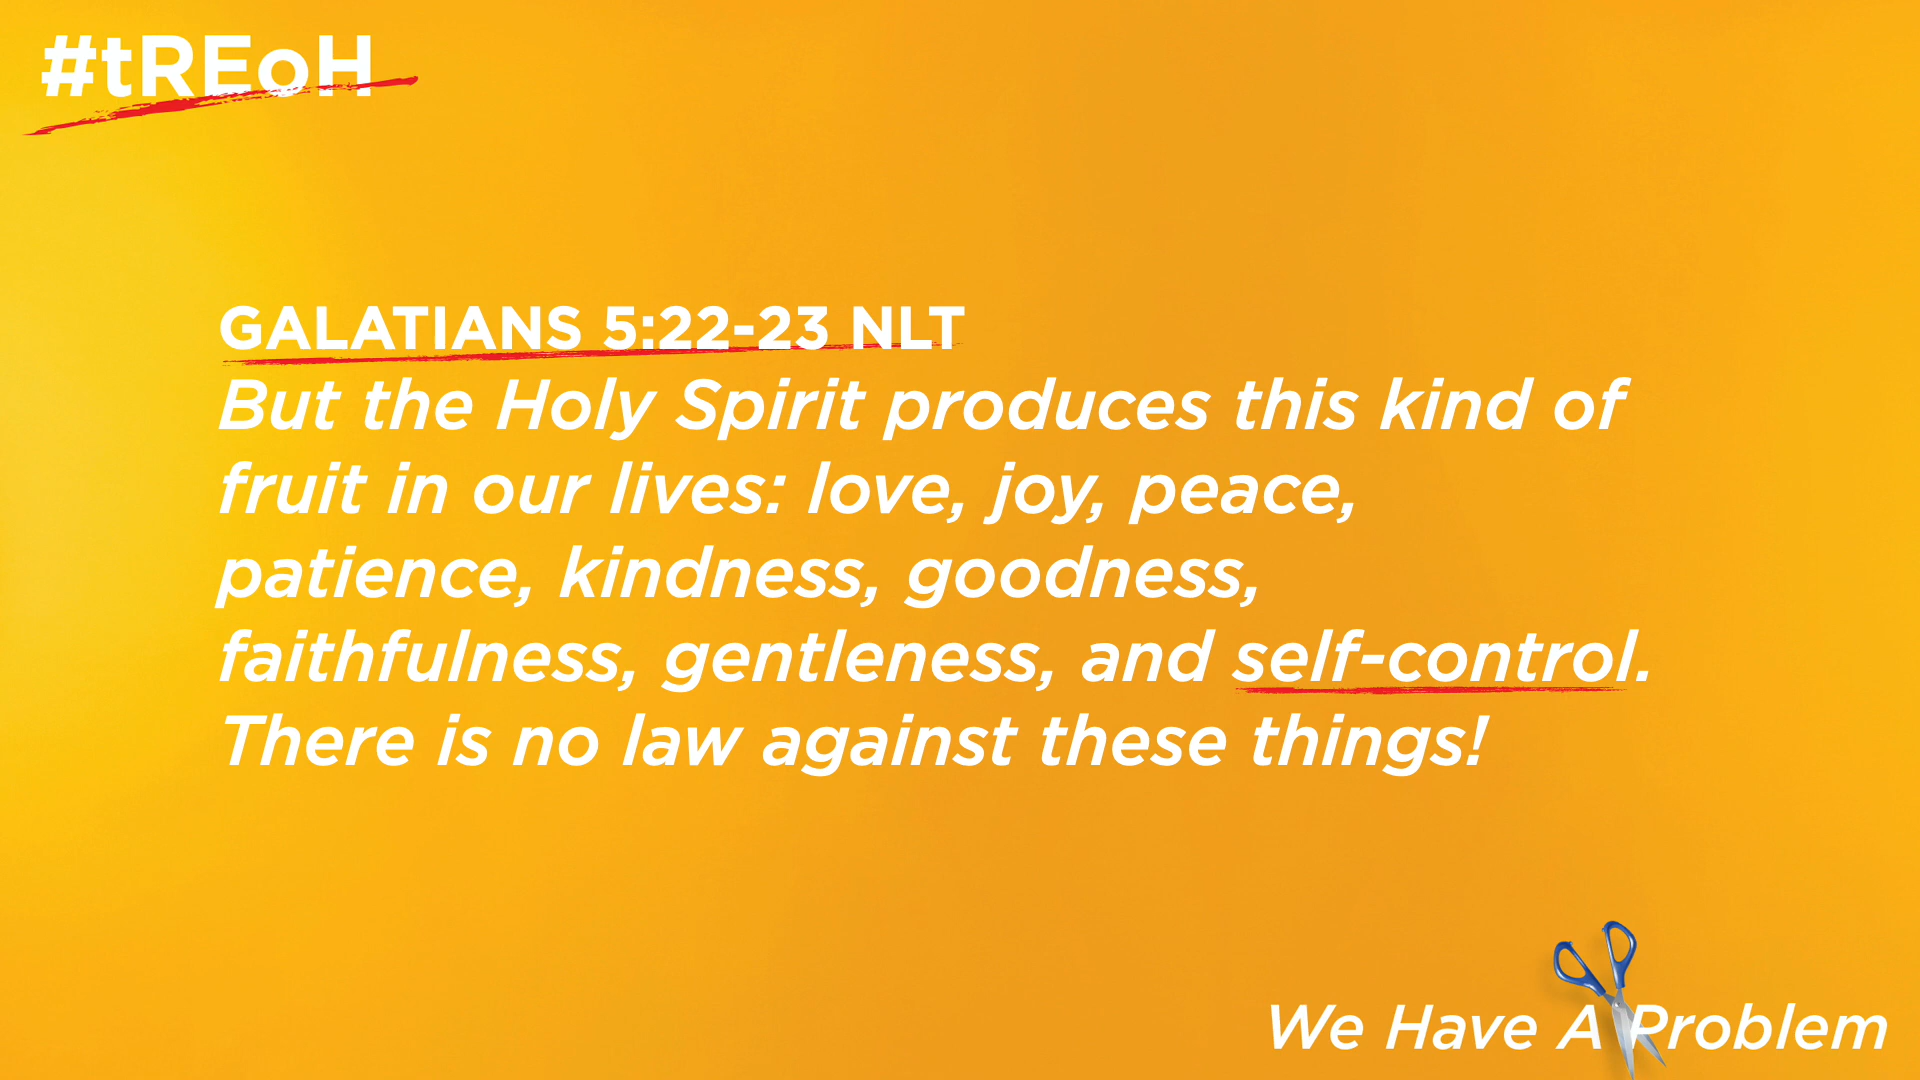 #tREoH
GALATIANS 5:22-23 NLT
But the Holy Spirit produces this kind of
fruit in our lives: love, joy, peace,
patience, kindness, goodness,
faithfulness, gentleness, and self-control.
There is no law against these things!
We Have A Problem